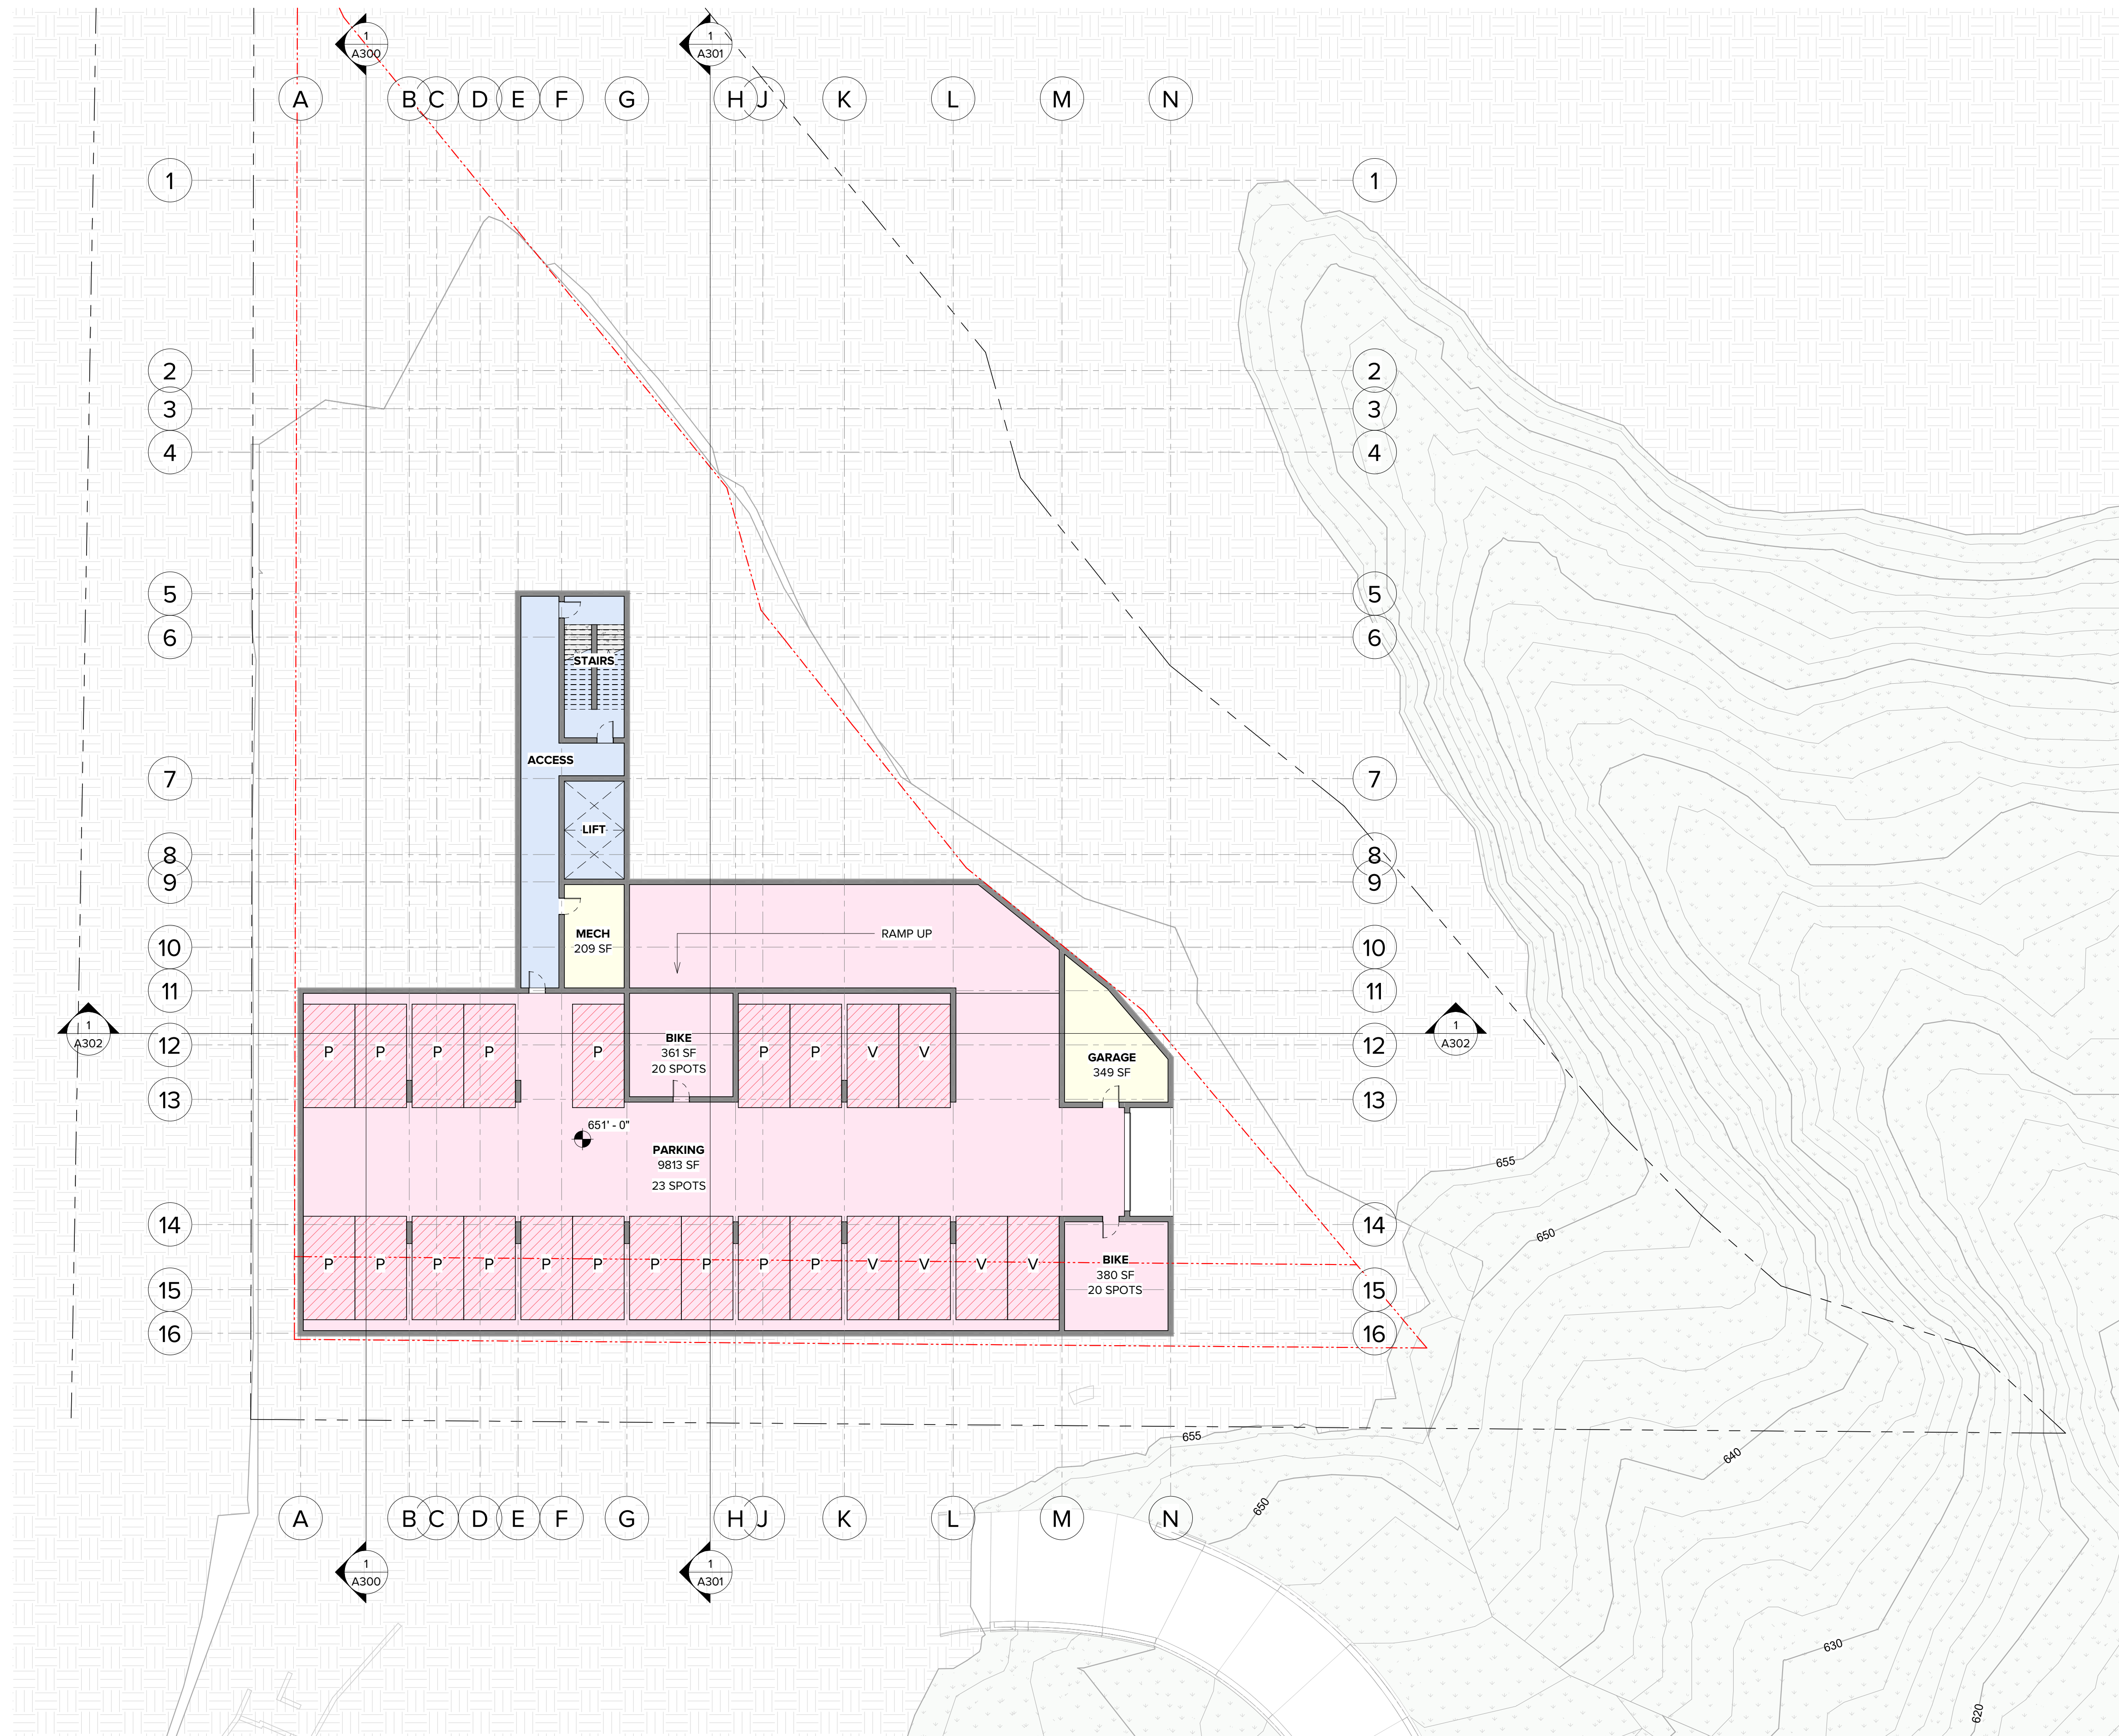 1
A300
1
A301
A B C D E F G H J K L M N
1 1
2 2
3 3
4 4
5 5
6 6
STAIRS
ACCESS
7 7
LIFT
8 8
9 9
MECH
209 SF
RAMP UP
10 10
11 11
1
A302
1
A302
12 12
P P P P P P P V V
BIKE
361 SF
20 SPOTS
GARAGE
349 SF
13 13
651' - 0"
PARKING
9813 SF
23 SPOTS
655
14 14
650
P P P P P P P P P P V V V V
BIKE
380 SF
20 SPOTS
15 15
16 16
655
640
650
A B C D E F G H J K L M N
1
A300
1
A301
630
620